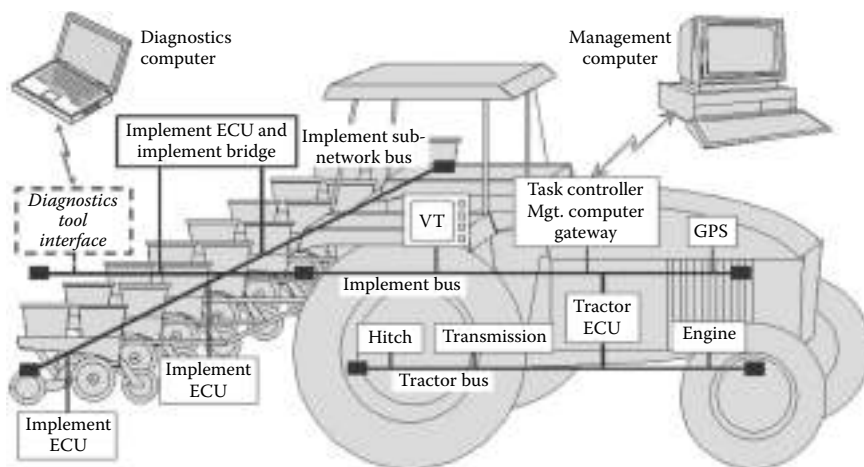 Diagnostics
computer
Management
computer
Implement ECU and
implement bridge
Implement sub-
network bus
Diagnostics
tool
interface
VT
Task controller
Mgt. computer
gateway
GPS
Implement bus
Tractor
ECU
Hitch
Transmission
Engine
Tractor bus
Implement
ECU
Implement
ECU